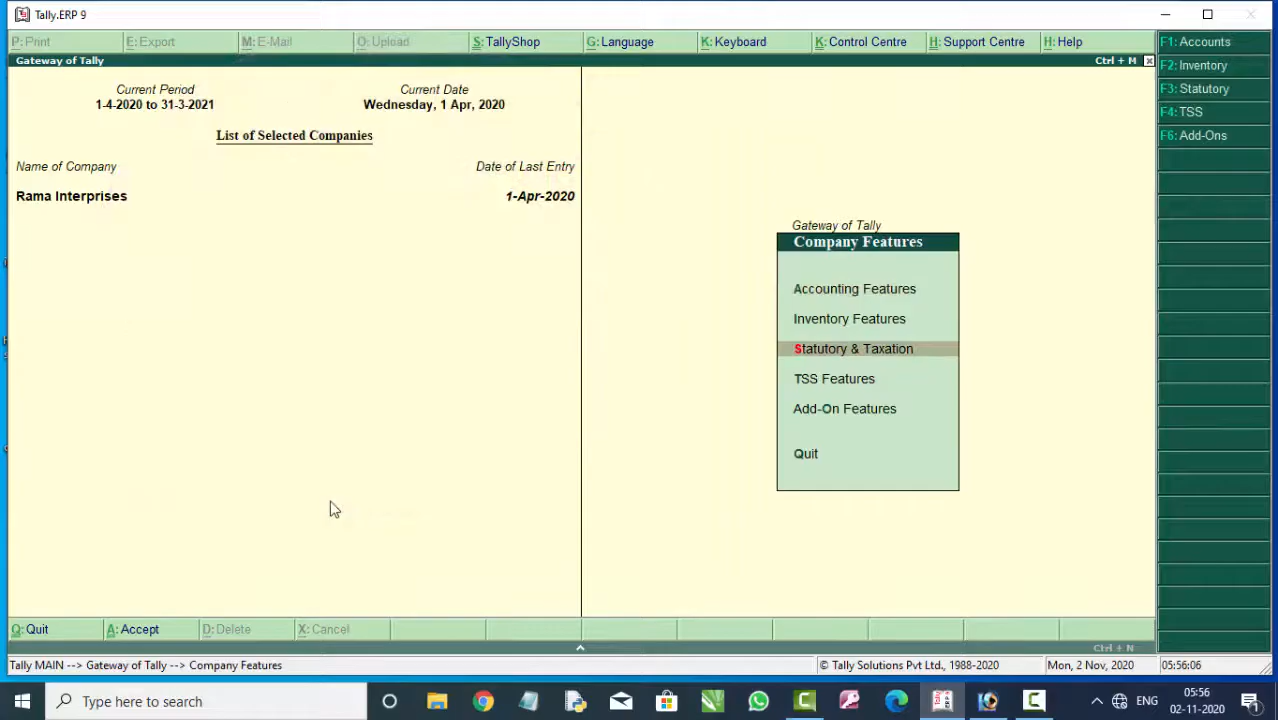 Tally.ERP 9
P: Print E: Export M: E-Mail O: Upload S: TallyShop G: Language K: Keyboard K: Control Centre H: Support Centre H: Help
F1: Accounts
Gateway of Tally Ctrl + M
F2: Inventory
F3: Statutory
F4: TSS
F6: Add-Ons
Current Period Current Date
1-4-2020 to 31-3-2021 Wednesday, 1 Apr, 2020
List of Selected Companies
Name of Company Date of Last Entry
Rama Interprises 1-Apr-2020
Gateway of Tally
Company Features
Accounting Features
Inventory Features
Statutory & Taxation
TSS Features
Add-On Features
Quit
Q: Quit A: Accept D: Delete X: Cancel
Ctrl + N
Tally MAIN --> Gateway of Tally --> Company Features © Tally Solutions Pvt Ltd., 1988-2020 Mon, 2 Nov, 2020 05:56:06
Type here to search ENG 05:56
02-11-2020